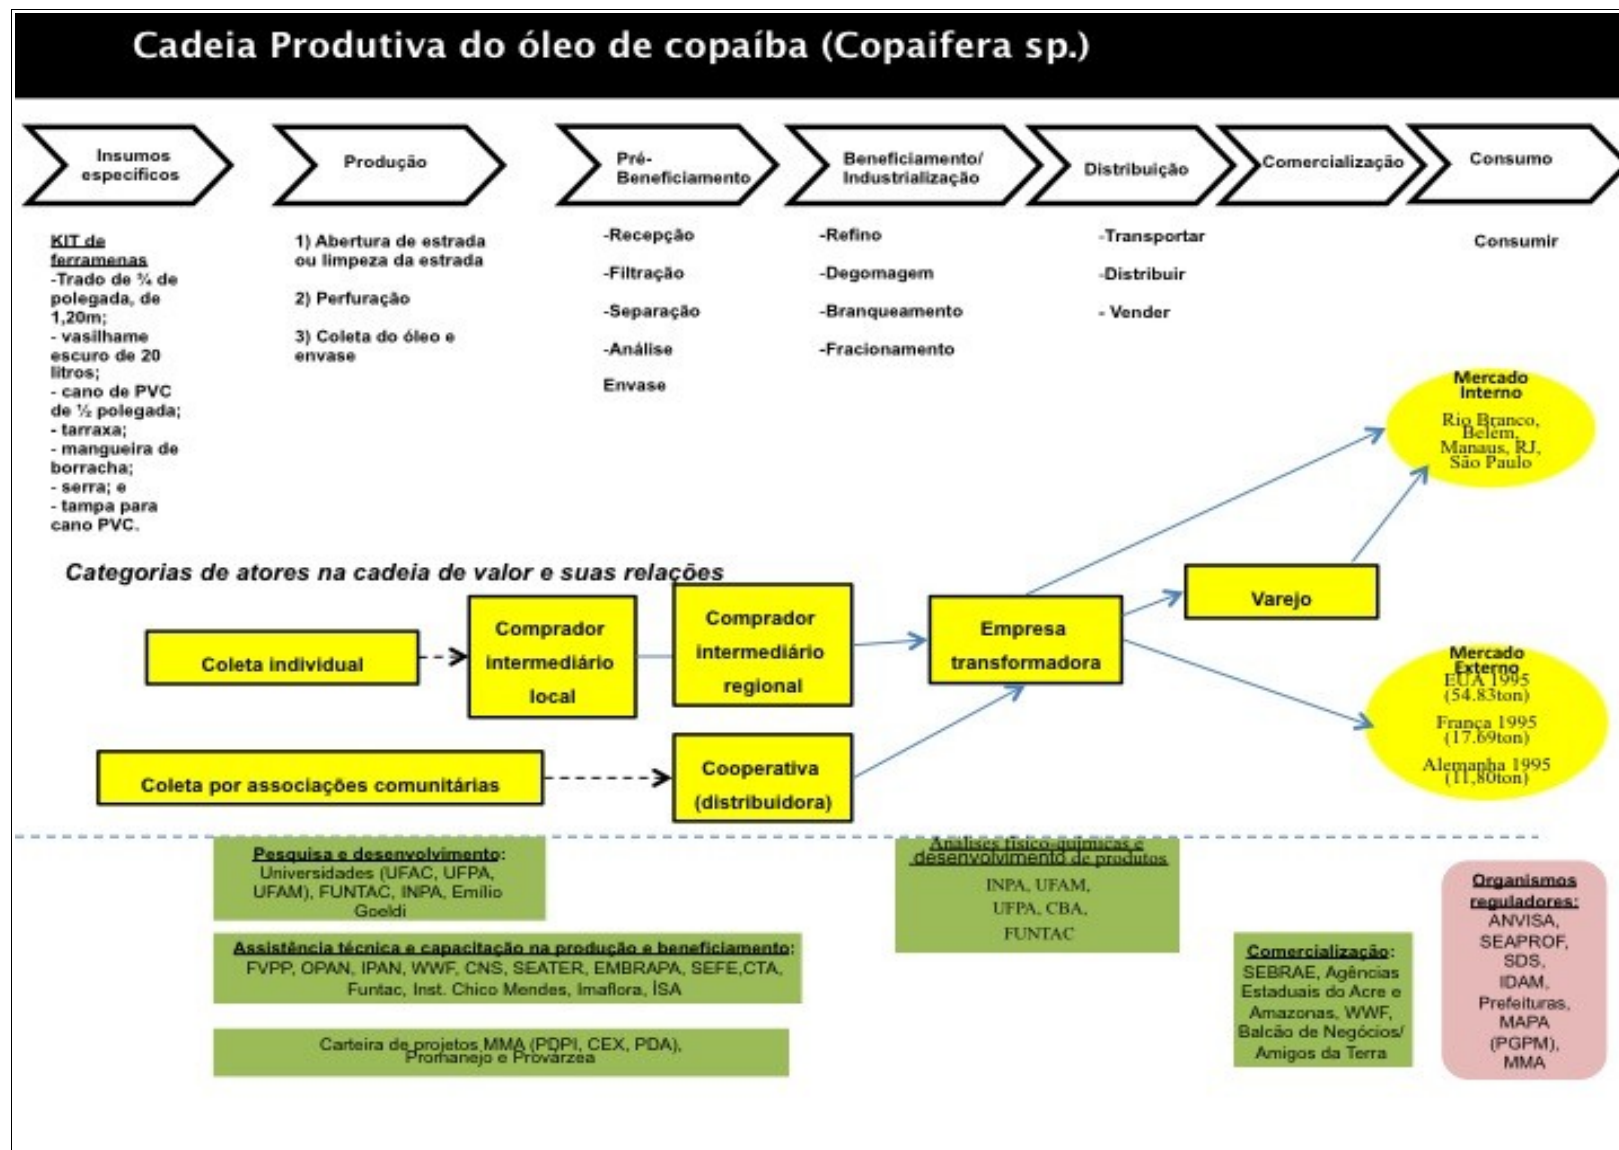 Cadeia Produtiva do óleo de copaíba (Copaifera sp.)
Insumos
específicos
Produção
Pré-
Beneficiamento
Beneficiamento/
Industrialização
Distribuição
Comercialização
Consumo
KIT de
ferramenas
-Trado de ¾ de
polegada, de
1,20m;
- vasilhame
escuro de 20
litros;
- cano de PVC
de ½ polegada;
- tarraxa;
- mangueira de
borracha;
- serra; e
- tampa para
cano PVC.
1) Abertura de estrada
ou limpeza da estrada
2) Perfuração
3) Coleta do óleo e
envase
-Recepção
-Filtração
-Separação
-Análise
Envase
-Refino
-Degomagem
-Branqueamento
-Fracionamento
-Transportar
-Distribuir
- Vender
Consumir
Mercado
Interno
Rio Branco,
Belém,
Manaus, RJ,
São Paulo
Categorias de atores na cadeia de valor e suas relações
Coleta individual
Comprador
intermediário
local
Comprador
intermediário
regional
Empresa
transformadora
Varejo
Mercado
Externo
EUA 1995
(54.83ton)
França 1995
(17.69ton)
Alemanha 1995
(11,80ton)
Coleta por associações comunitárias
Cooperativa
(distribuidora)
Pesquisa e desenvolvimento:
Universidades (UFAC, UFPA,
UFAM), FUNTAC, INPA, Emílio
Goeldi
Assistência técnica e capacitação na produção e beneficiamento:
FVPP, OPAN, IPAN, WWF, CNS, SEATER, EMBRAPA, SEFE,CTA,
Funtac, Inst. Chico Mendes, Imaflora, ISA
Carteira de projetos MMA (PDPI, CEX, PDA),
Promanejo e Provárzea
Análises físico-químicas e
desenvolvimento de produtos
INPA, UFAM,
UFPA, CBA,
FUNTAC
Comercialização:
SEBRAE, Agências
Estaduais do Acre e
Amazonas, WWF,
Balcão de Negócios/
Amigos da Terra
Organismos
reguladores:
ANVISA,
SEAPROF,
SDS,
IDAM,
Prefeituras,
MAPA
(PGPM),
MMA